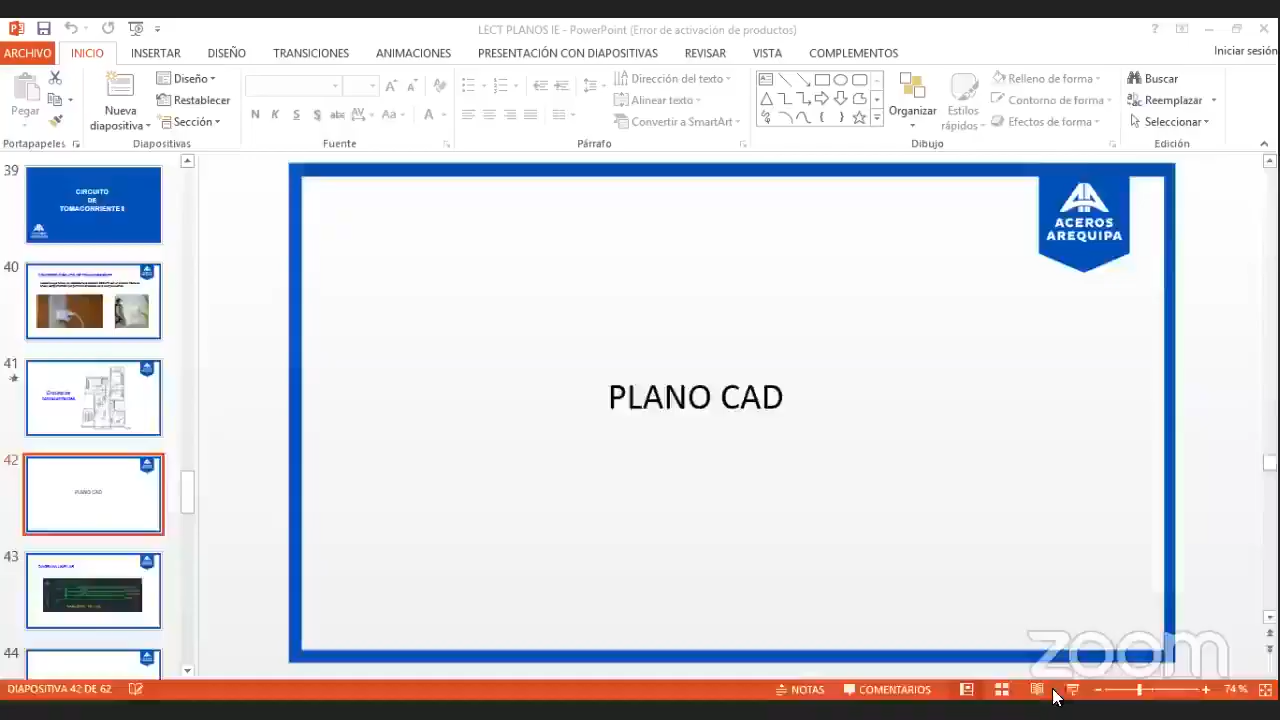 LECT PLANOS IE - PowerPoint (Error de activación de productos)
?
ARCHIVO INICIO INSERTAR DISEÑO TRANSICIONES ANIMACIONES PRESENTACIÓN CON DIAPOSITIVAS REVISAR VISTA COMPLEMENTOS Iniciar sesión
Pegar
Nueva
diapositiva
Diseño
Restablecer
Sección
N K S S abc AV Aa A
Dirección del texto
Alinear texto
Convertir a SmartArt
Organizar
Estilos
rápidos
Relleno de forma
Contorno de forma
Efectos de forma
Buscar
Reemplazar
Seleccionar
Portapapeles Diapositivas Fuente Párrafo Dibujo Edición
39
CIRCUITO
DE
TOMACORRIENTES
40
41
42
PLANO CAD
43
44
ACEROS
AREQUIPA
PLANO CAD
zoom
DIAPOSITIVA 42 DE 62 NOTAS COMENTARIOS 74 %